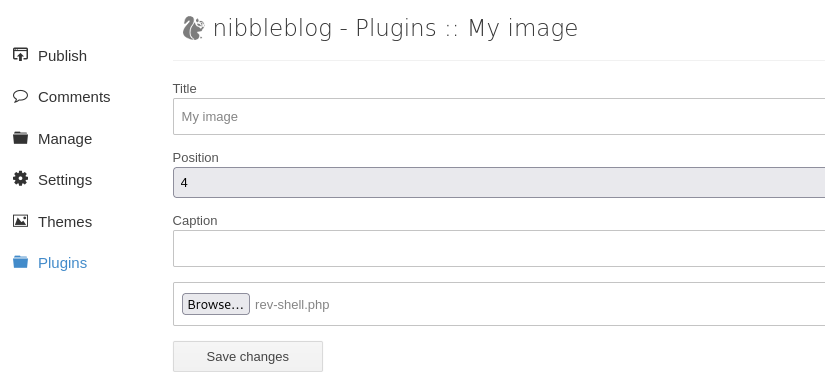 nibbleblog - Plugins :: My image
Publish
Comments
Manage
Settings
Themes
Plugins
Title
My image
Position
4
Caption
Browse... rev-shell.php
Save changes